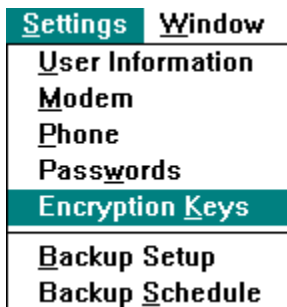 Settings Window
User Information
Modem
Phone
Passwords
Encryption Keys
Backup Setup
Backup Schedule